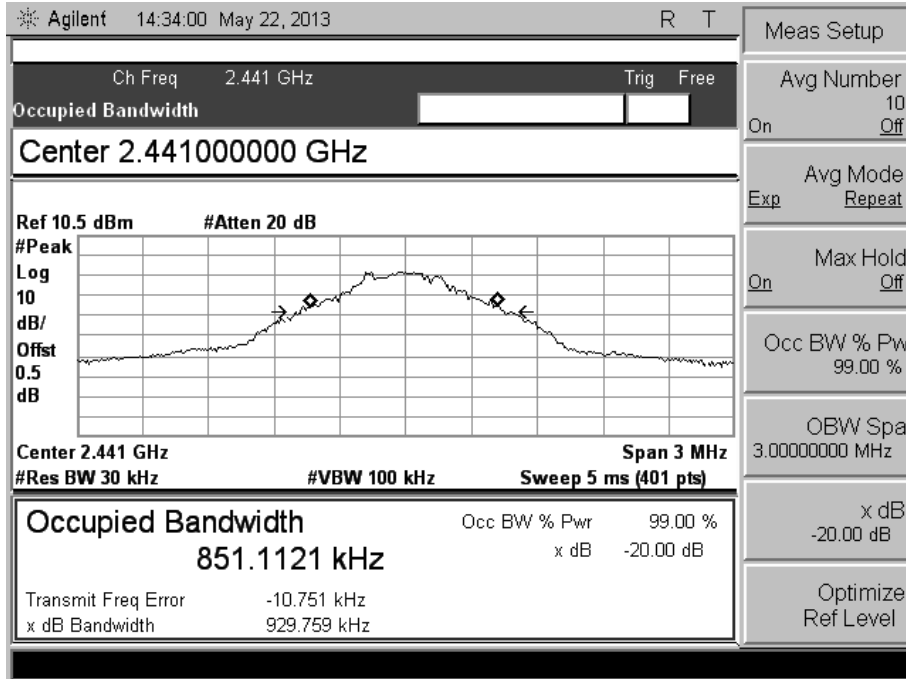 Agilent 14:34:00 May 22, 2013 R T
Ch Freq 2.441 GHz Trig Free
Occupied Bandwidth
Center 2.441000000 GHz
Ref 10.5 dBm #Atten 20 dB
#Peak
Log
10
dB/
Offst
0.5
dB
Center 2.441 GHz Span 3 MHz
#Res BW 30 kHz #VBW 100 kHz Sweep 5 ms (401 pts)
Occupied Bandwidth Occ BW % Pwr 99.00 %
851.1121 kHz x dB -20.00 dB
Transmit Freq Error -10.751 kHz
x dB Bandwidth 929.759 kHz
Meas Setup
Avg Number
10
On Off
Avg Mode
Exp Repeat
Max Hold
On Off
Occ BW % Pw
99.00 %
OBW Spa
3.00000000 MHz
x dB
-20.00 dB
Optimize
Ref Level